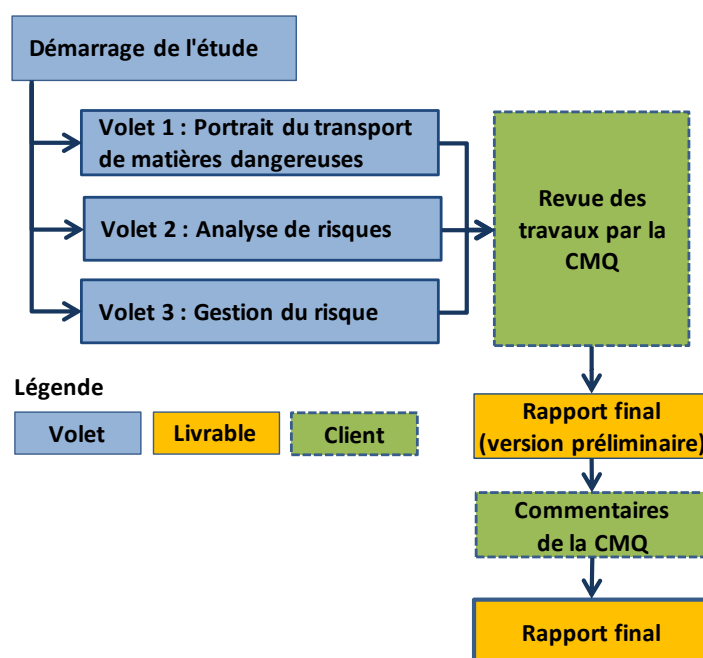 Démarrage de l'étude
Volet 1 : Portrait du transport
de matières dangereuses
Volet 2 : Analyse de risques
Volet 3 : Gestion du risque
Revue des
travaux par la
CMQ
Légende
Volet
Livrable
Client
Rapport final
(version préliminaire)
Commentaires
de la CMQ
Rapport final